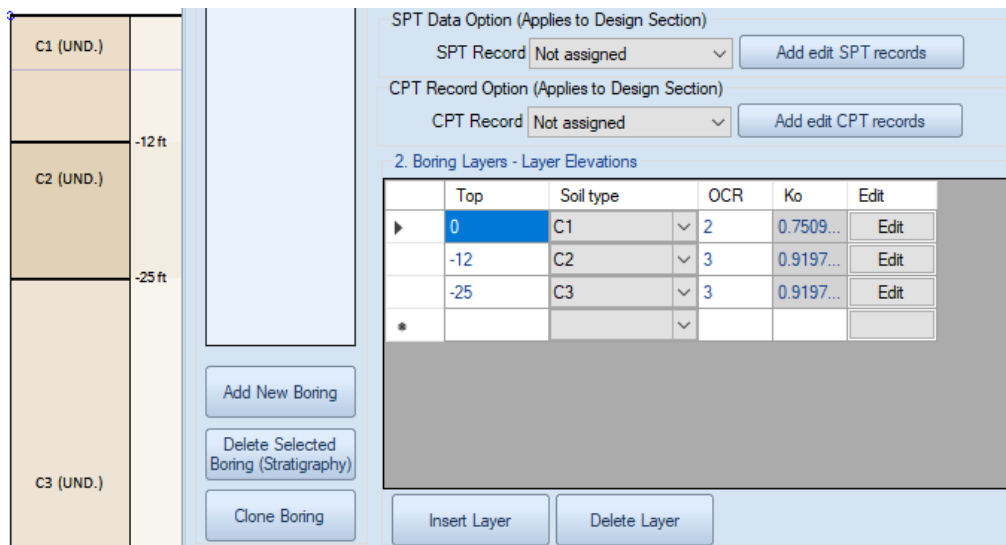 C1 (UND.)
-12 ft
C2 (UND.)
-25 ft
C3 (UND.)
Add New Boring
Delete Selected
Boring (Stratigraphy)
Clone Boring
SPT Data Option (Applies to Design Section)
SPT Record Not assigned Add edit SPT records
CPT Record Option (Applies to Design Section)
CPT Record Not assigned Add edit CPT records
2. Boring Layers - Layer Elevations
Top Soil type OCR Ko Edit
0 C1 2 0.7509... Edit
-12 C2 3 0.9197... Edit
-25 C3 3 0.9197... Edit
Insert Layer Delete Layer